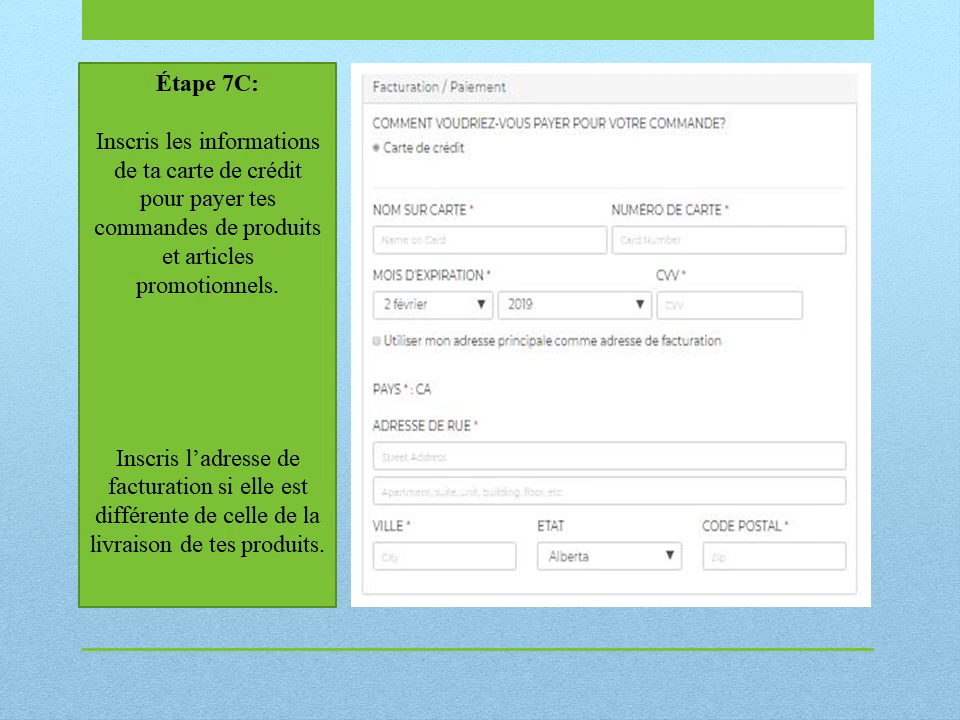 Étape 7C:
Inscris les informations
de ta carte de crédit
pour payer tes
commandes de produits
et articles
promotionnels.
Inscris l’adresse de
facturation si elle est
différente de celle de la
livraison de tes produits.
Facturation / Paiement
COMMENT VOUDRIEZ-VOUS PAYER POUR VOTRE COMMANDE?
Carte de crédit
NOM SUR CARTE * NUMÉRO DE CARTE *
Name on Card Card Number
MOIS D'EXPIRATION * CVV *
2 février 2019 CVV
Utiliser mon adresse principale comme adresse de facturation
PAYS * : CA
ADRESSE DE RUE *
Street Address
Apartment, suite, unit, building, floor, etc.
VILLE * ETAT CODE POSTAL *
City Alberta Zip